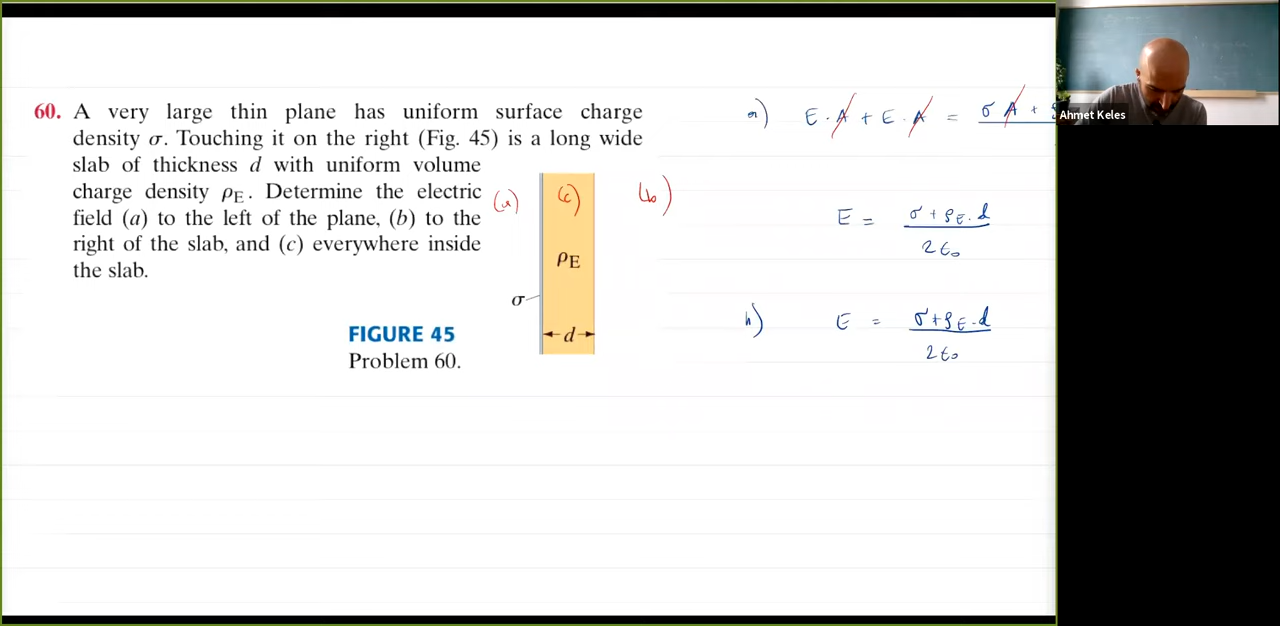 60. A very large thin plane has uniform surface charge
density σ. Touching it on the right (Fig. 45) is a long wide
slab of thickness d with uniform volume
charge density ρE. Determine the electric
field (a) to the left of the plane, (b) to the
right of the slab, and (c) everywhere inside
the slab.
(a) (c) (b)
ρE
σ
d
FIGURE 45
Problem 60.
a) E·A + E·A = σA +
E = σ + ρE·d / 2ε₀
b) E = σ + ρE·d / 2ε₀
Ahmet Keles